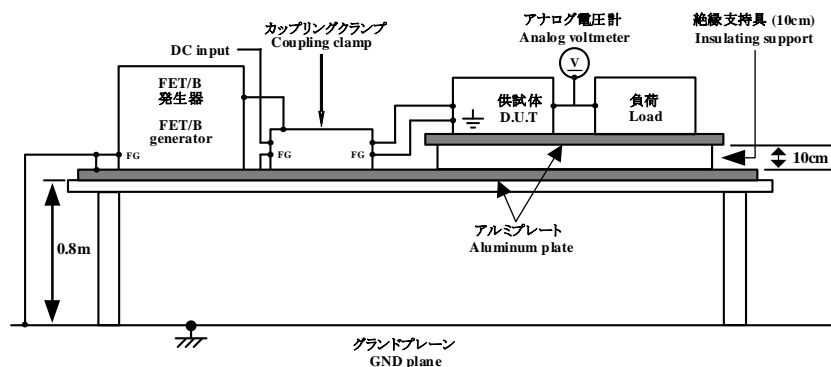 カップリングクランプ
Coupling clamp
アナログ電圧計
Analog voltmeter
絶縁支持具 (10cm)
Insulating support
DC input
FET/B
発生器
FET/B
generator
FG
FG
FG
V
供試体
D.U.T
負荷
Load
10cm
アルミプレート
Aluminum plate
0.8m
グランドプレーン
GND plane